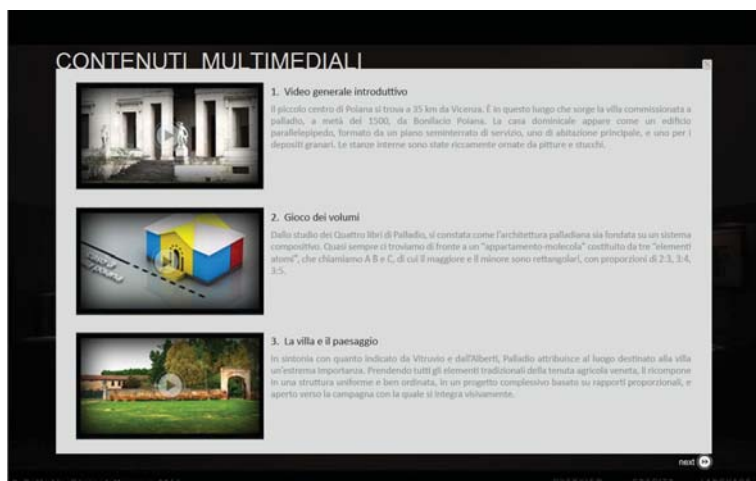 CONTENUTI MULTIMEDIALI
1. Video generale introduttivo
Il piccolo centro di Poiana si trova a 35 km da Vicenza. È in questo luogo che sorge la villa commissionata a
palladio, a metà del 1500, da Bonifacio Poiana. La casa dominicale appare come un edificio
parallelepipedo, formato da un piano seminterrato di servizio, uno di abitazione principale, e uno per i
depositi granari. Le stanze interne sono state riccamente ornate da pitture e stucchi.
2. Gioco dei volumi
Dallo studio dei Quattro libri di Palladio, si constata come l'architettura palladiana sia fondata su un sistema
compositivo. Quasi sempre ci troviamo di fronte a un "appartamento-molecola" costituito da tre "elementi
atomi", che chiamiamo A B e C, di cui il maggiore e il minore sono rettangolari, con proporzioni di 2:3, 3:4,
3:5.
3. La villa e il paesaggio
In sintonia con quanto indicato da Vitruvio e dall'Alberti, Palladio attribuisce al luogo destinato alla villa
un'estrema importanza. Prendendo tutti gli elementi tradizionali della tenuta agricola veneta, li ricompone
in una struttura uniforme e ben ordinata, in un progetto complessivo basato su rapporti proporzionali, e
aperto verso la campagna con la quale si integra visivamente.
next